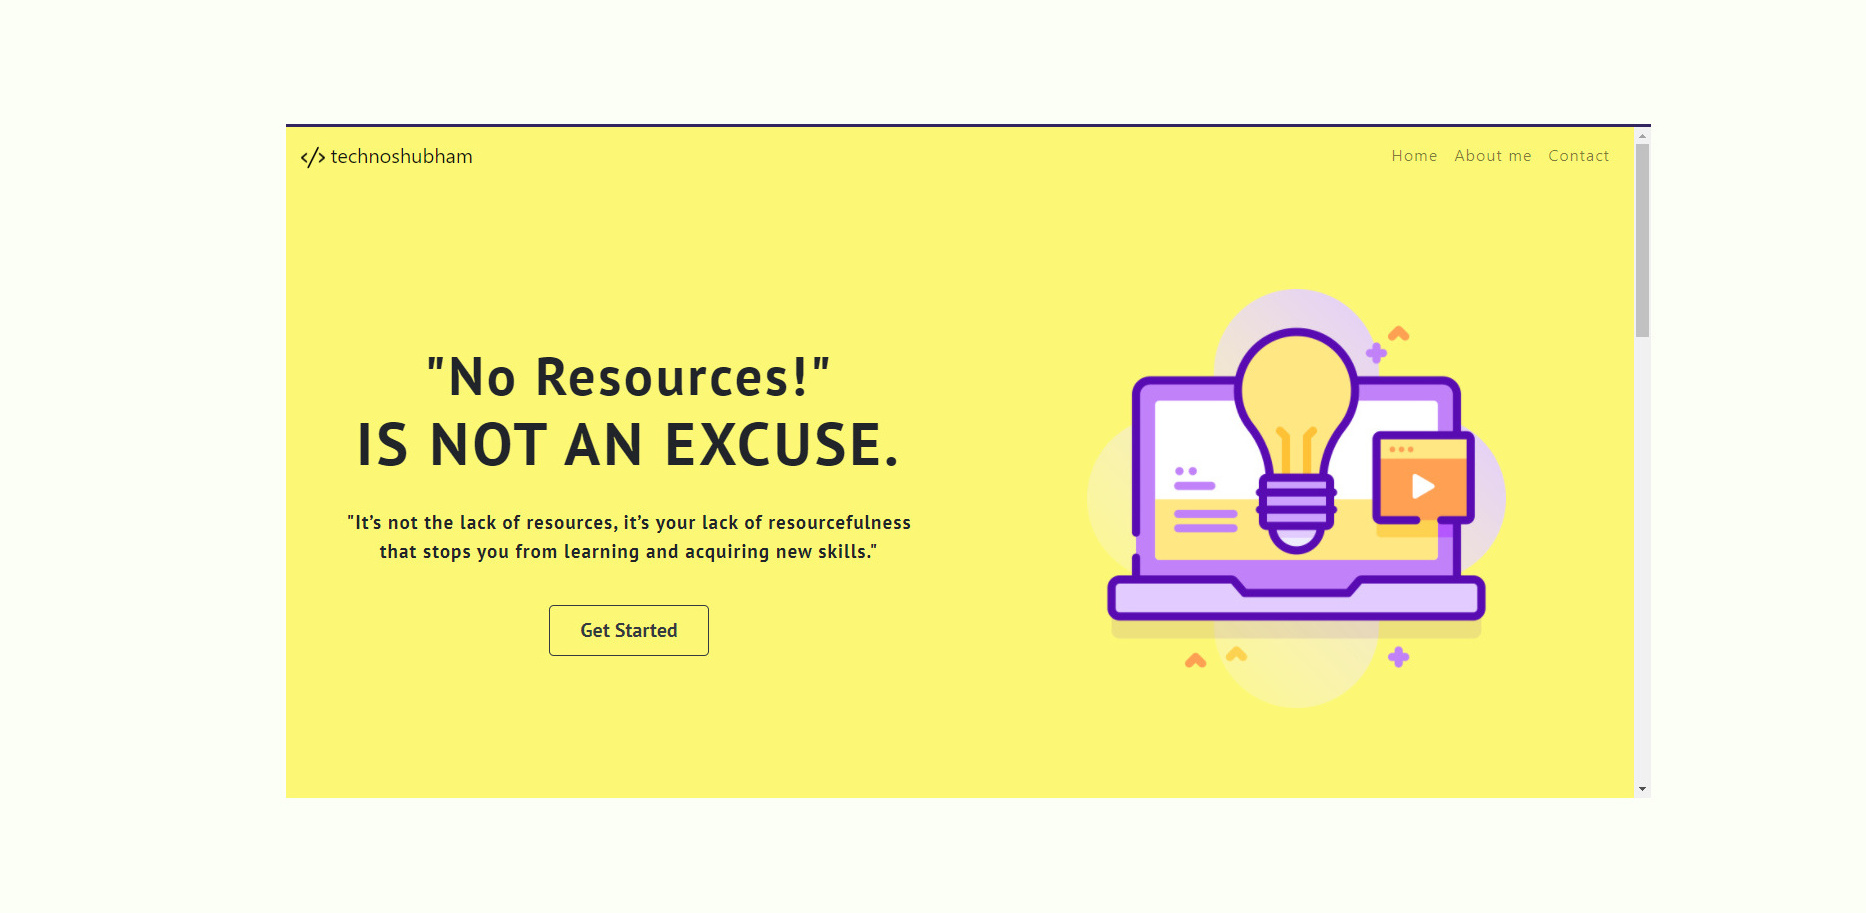 </> technoshubham
Home About me Contact
"No Resources!"
IS NOT AN EXCUSE.
"It’s not the lack of resources, it’s your lack of resourcefulness
that stops you from learning and acquiring new skills."
Get Started